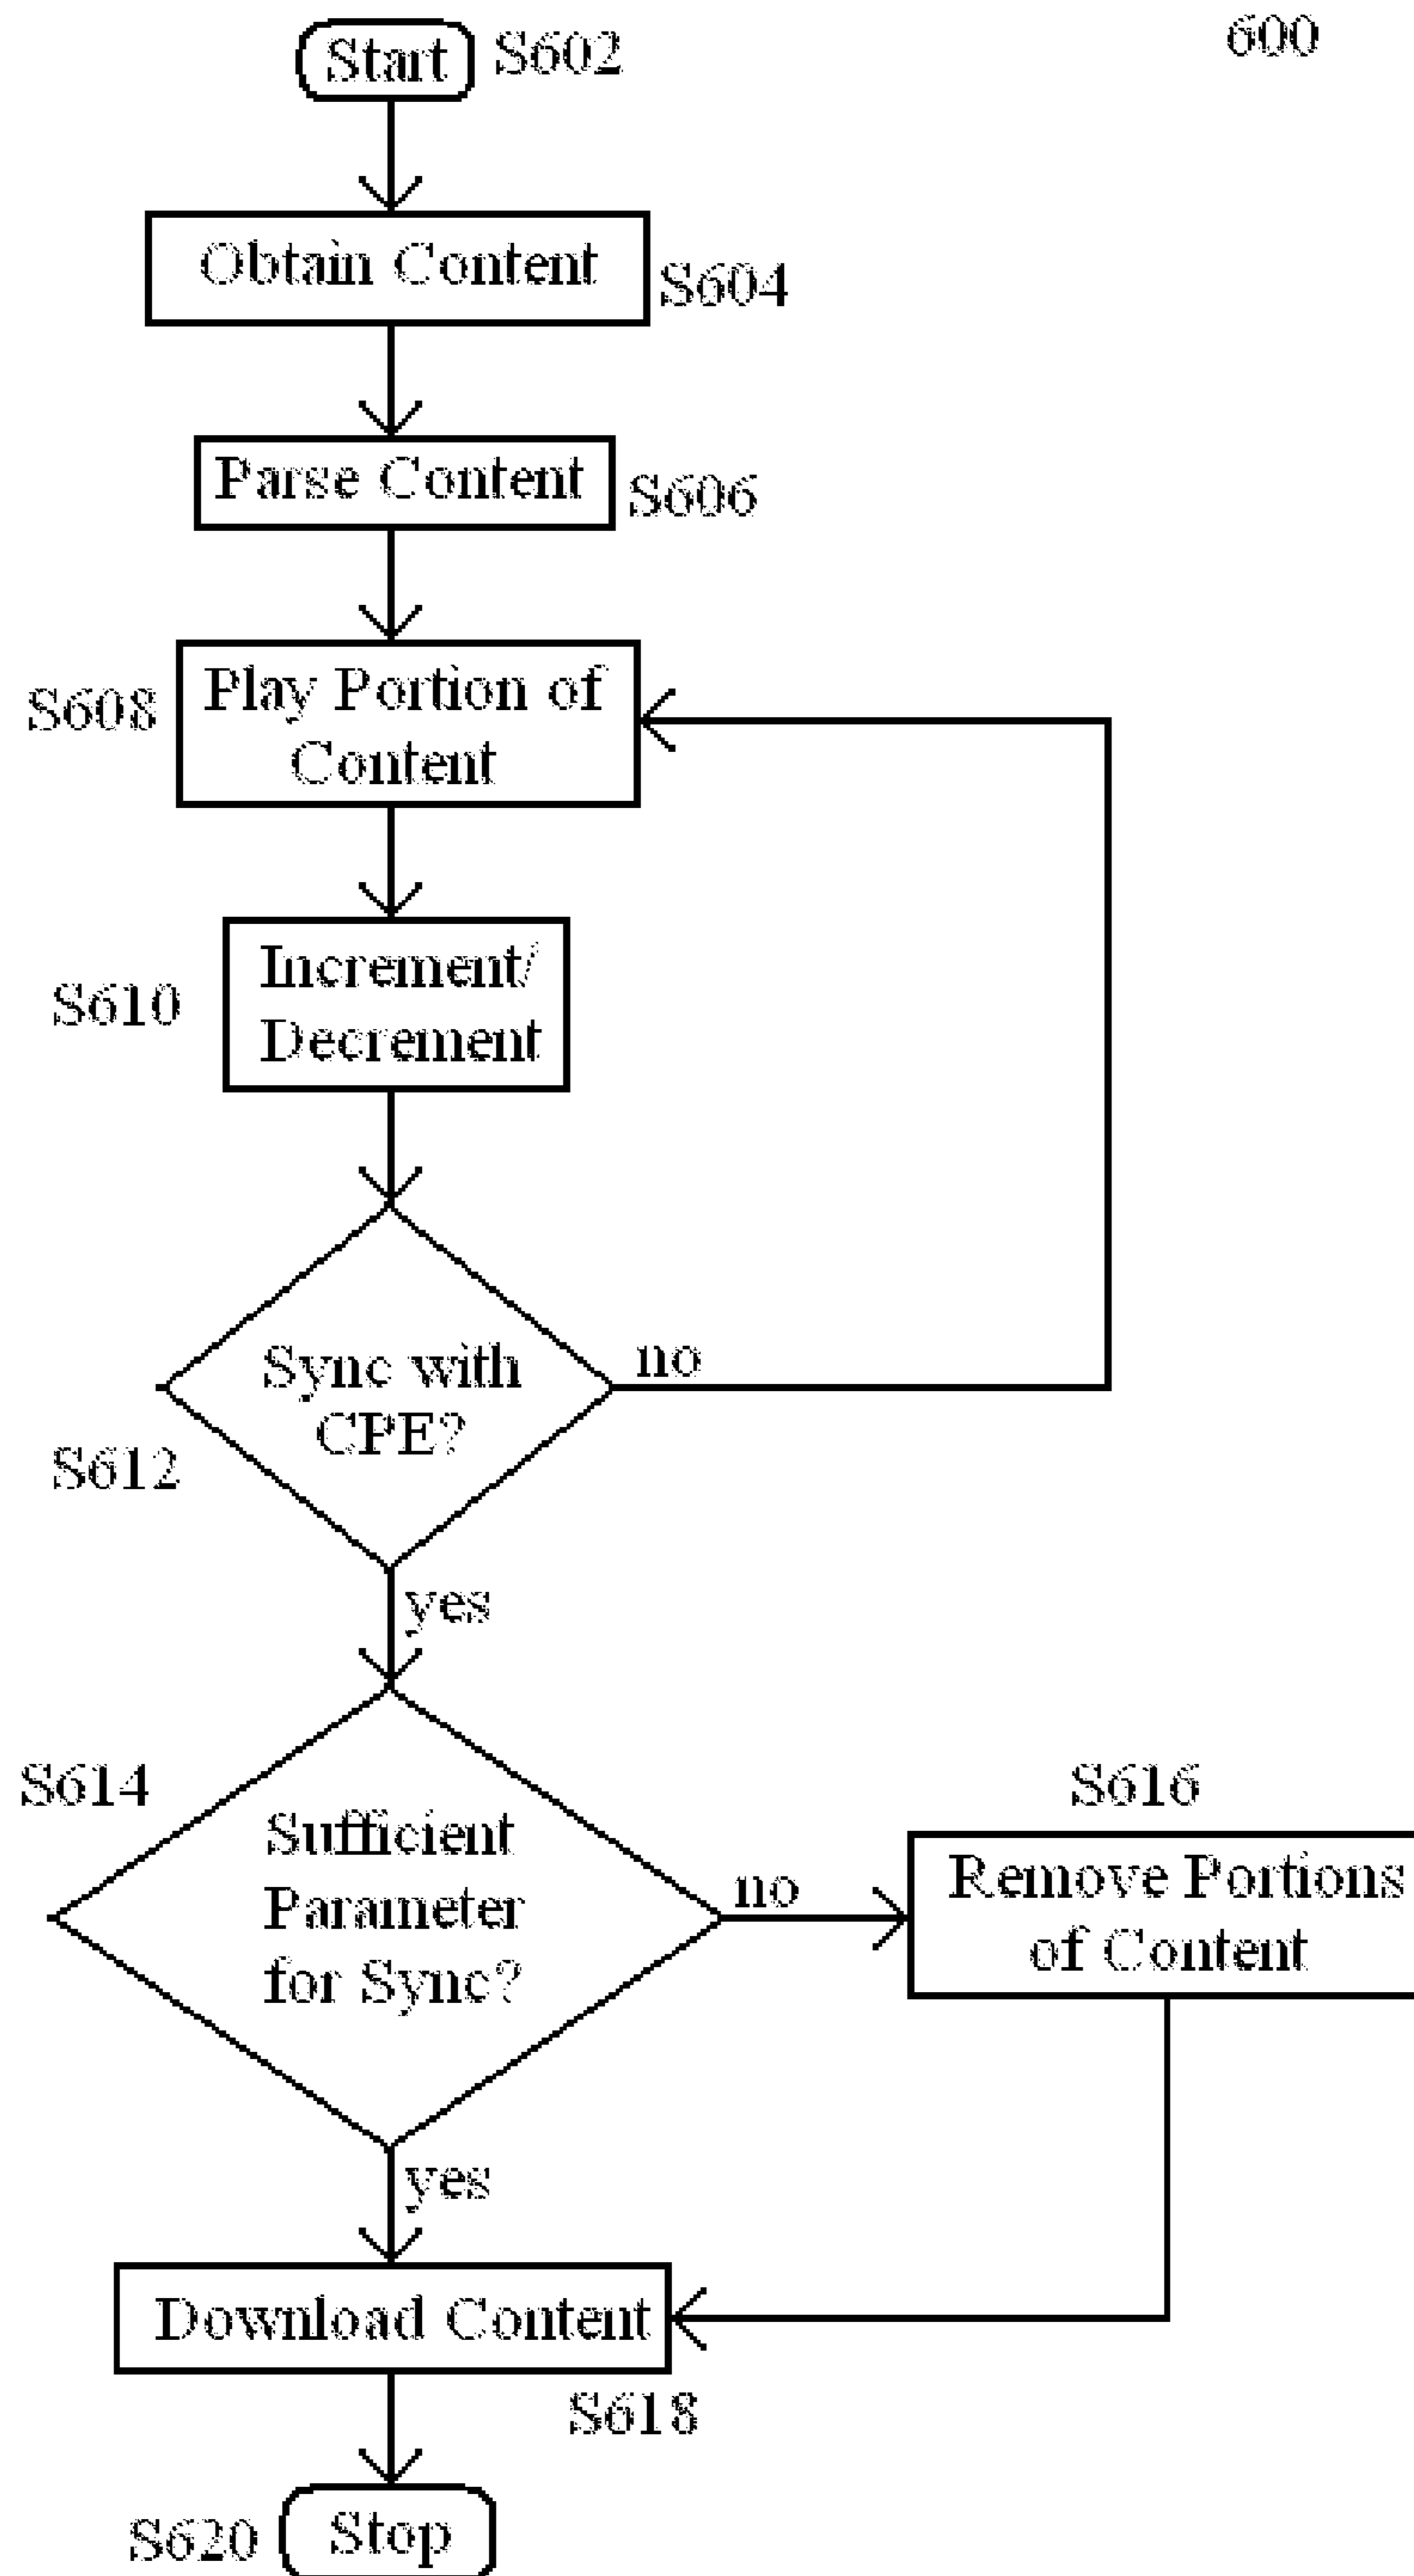 600
Start S602
Obtain Content
S604
Parse Content
S606
Play Portion of
Content
S608
Increment/
Decrement
S610
Sync with
CPE?
S612
no
yes
S614
Sufficient
Parameter
for Sync?
no
S616
Remove Portions
of Content
yes
Download Content
S618
S620 Stop